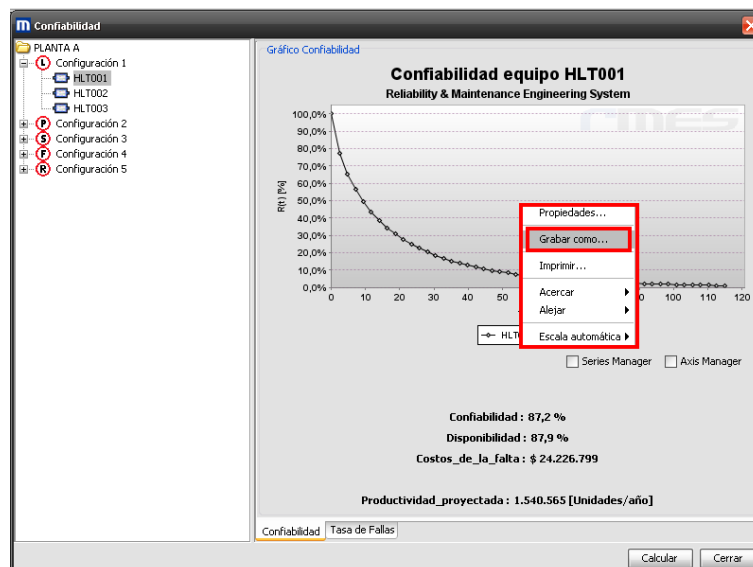 Confiabilidad
PLANTA A
Configuración 1
HLT001
HLT002
HLT003
Configuración 2
Configuración 3
Configuración 4
Configuración 5
Gráfico Confiabilidad
Confiabilidad equipo HLT001
Reliability & Maintenance Engineering System
rmes
R(t) [%]
100,0%
90,0%
80,0%
70,0%
60,0%
50,0%
40,0%
30,0%
20,0%
10,0%
0,0%
0 10 20 30 40 50 0 100 110 120
HLT
Propiedades...
Grabar como...
Imprimir...
Acercar
Alejar
Escala automática
Series Manager Axis Manager
Confiabilidad : 87,2 %
Disponibilidad : 87,9 %
Costos_de_la_falta : $ 24.226.799
Productividad_proyectada : 1.540.565 [Unidades/año]
Confiabilidad Tasa de Fallas
Calcular Cerrar